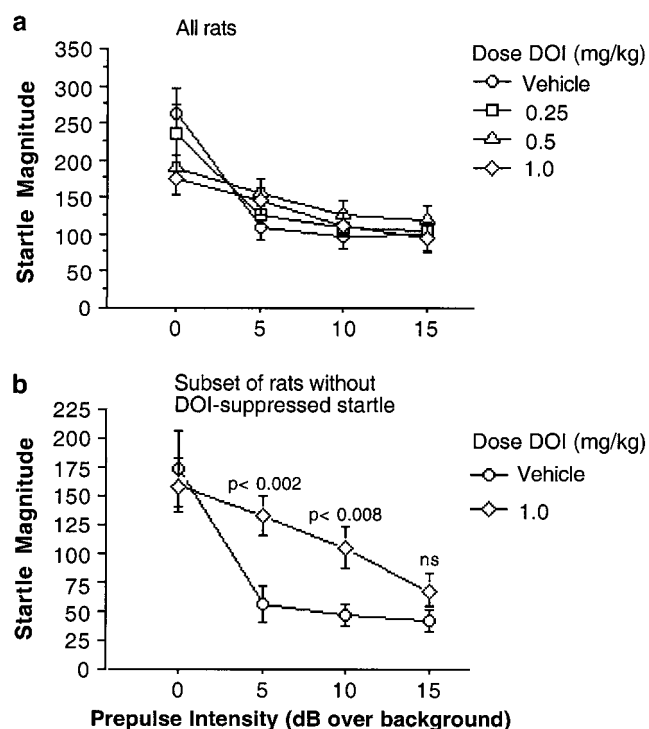 a
All rats
350
300
250
200
150
100
50
0
Startle Magnitude
0 5 10 15
Dose DOI (mg/kg)
Vehicle
0.25
0.5
1.0
b
Subset of rats without
DOI-suppressed startle
225
200
175
150
125
100
75
50
25
0
Startle Magnitude
p< 0.002
p< 0.008
ns
0 5 10 15
Prepulse Intensity (dB over background)
Dose DOI (mg/kg)
Vehicle
1.0